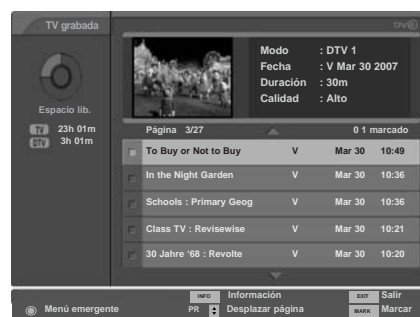 TV grabada
DVR
Modo : DTV 1
Fecha : V Mar 30 2007
Duración : 30m
Calidad : Alto
Espacio lib.
TV 23h 01m
DTV 3h 01m
Página 3/27 0 1 marcado
To Buy or Not to Buy V Mar 30 10:49
In the Night Garden V Mar 30 10:36
Schools : Primary Geog V Mar 30 10:36
Class TV : Revisewise V Mar 30 10:21
30 Jahre '68 : Revolte V Mar 30 10:20
INFO Información EXIT Salir
Menú emergente PR Desplazar página MARK Marcar